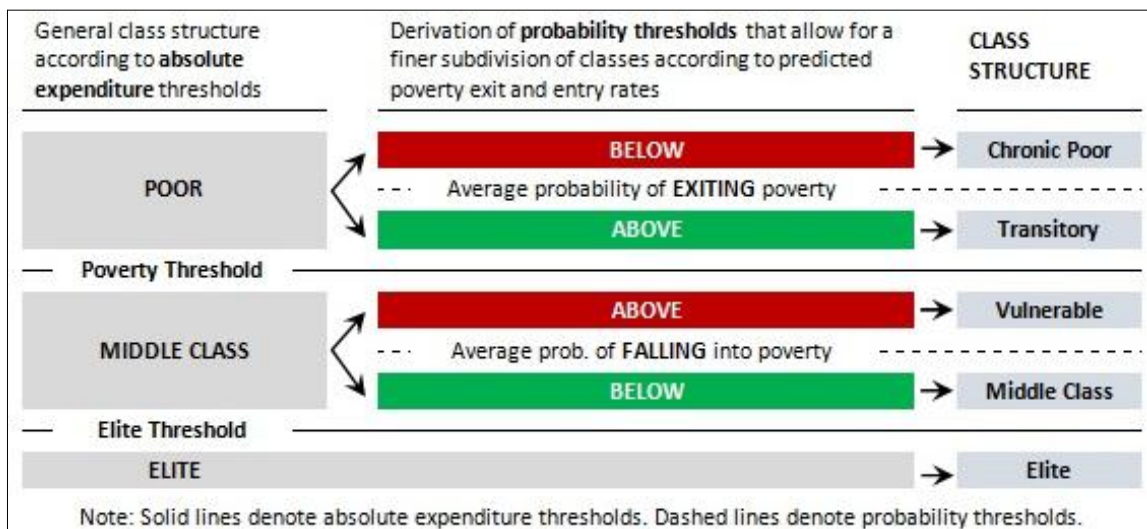 General class structure
according to absolute
expenditure thresholds
Derivation of probability thresholds that allow for a
finer subdivision of classes according to predicted
poverty exit and entry rates
CLASS
STRUCTURE
POOR
BELOW
Chronic Poor
Average probability of EXITING poverty
ABOVE
Transitory
Poverty Threshold
MIDDLE CLASS
ABOVE
Vulnerable
Average prob. of FALLING into poverty
BELOW
Middle Class
Elite Threshold
ELITE
Elite
Note: Solid lines denote absolute expenditure thresholds. Dashed lines denote probability thresholds.